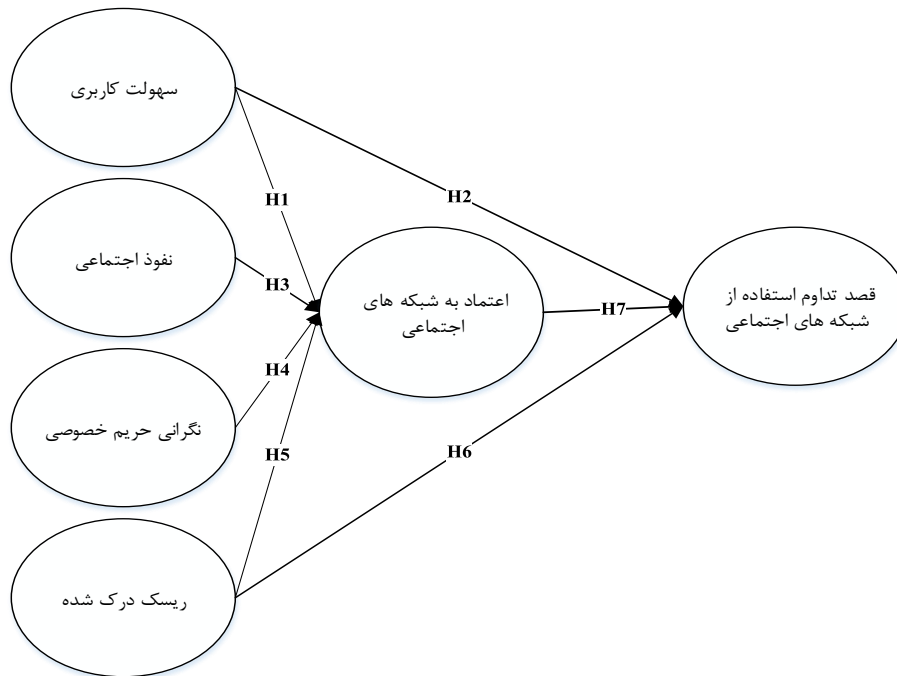 سهولت کاربری
H1
H2
نفوذ اجتماعی
H3
اعتماد به شبکه های
اجتماعی
H7
قصد تداوم استفاده از
شبکه های اجتماعی
H4
نگرانی حریم خصوصی
H5
H6
ریسک درک شده